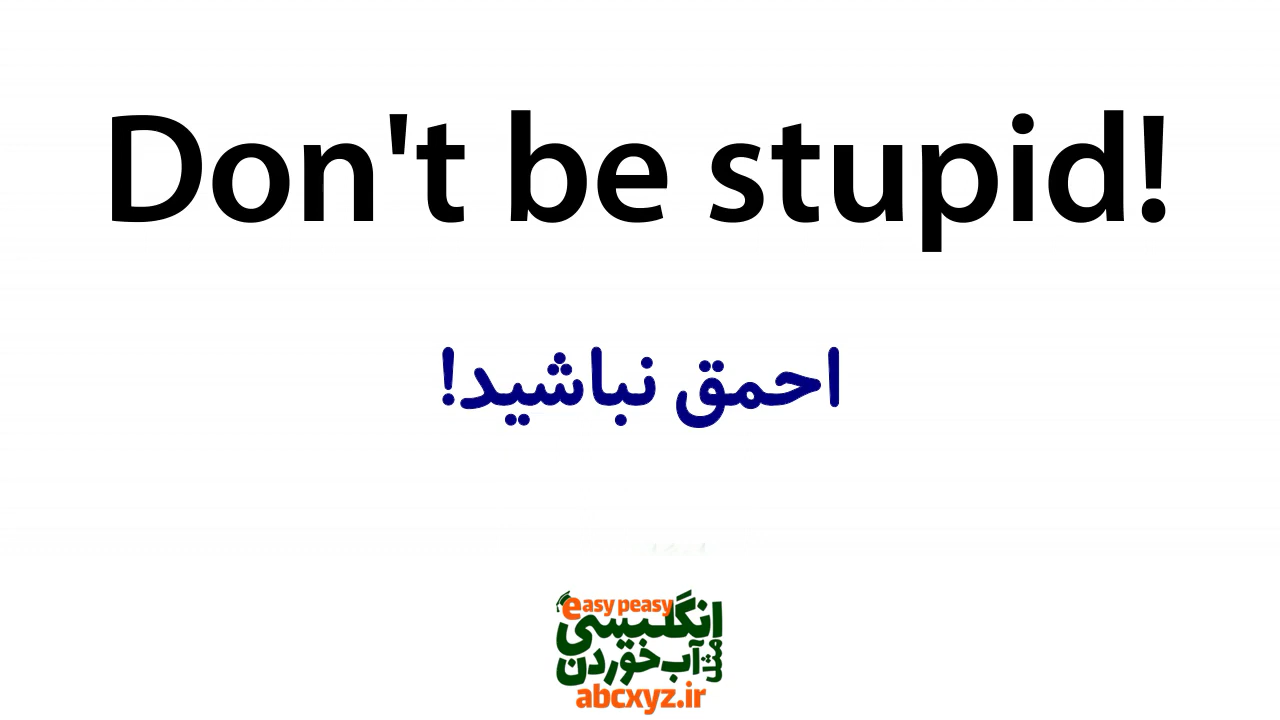 Don't be stupid!
احمق نباشید!
easy peasy
انگلیسی
مثل آب خوردن
abcxyz.ir